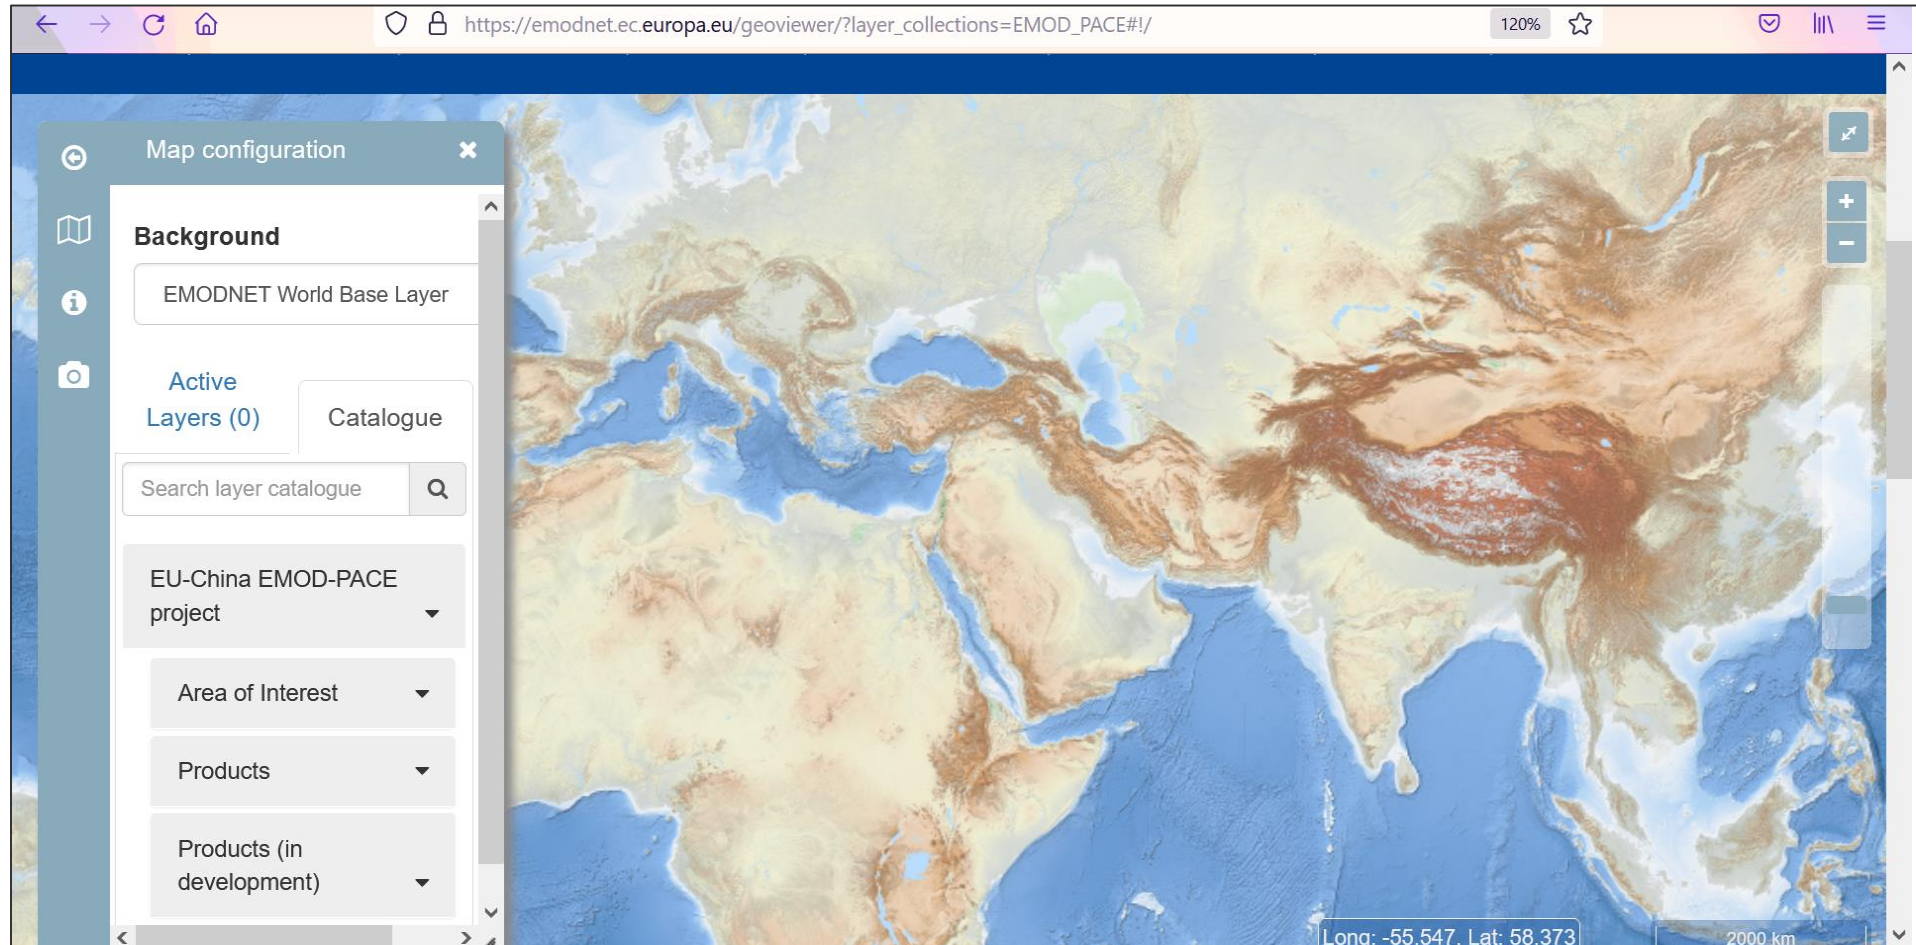 https://emodnet.ec.europa.eu/geoviewer/?layer_collections=EMOD_PACE#!/
120%
Map configuration
Background
EMODNET World Base Layer
Active
Layers (0)
Catalogue
Search layer catalogue
EU-China EMOD-PACE
project
Area of Interest
Products
Products (in
development)
Long: -55.547, Lat: 58.373
2000 km